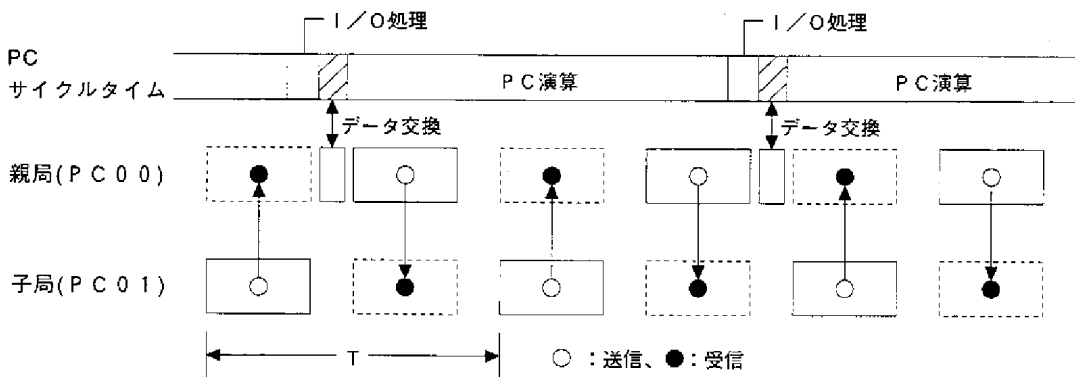 I/O処理 I/O処理
PC
サイクルタイム
PC演算 PC演算
データ交換 データ交換
親局(PC00)
子局(PC01)
T
○:送信、●:受信